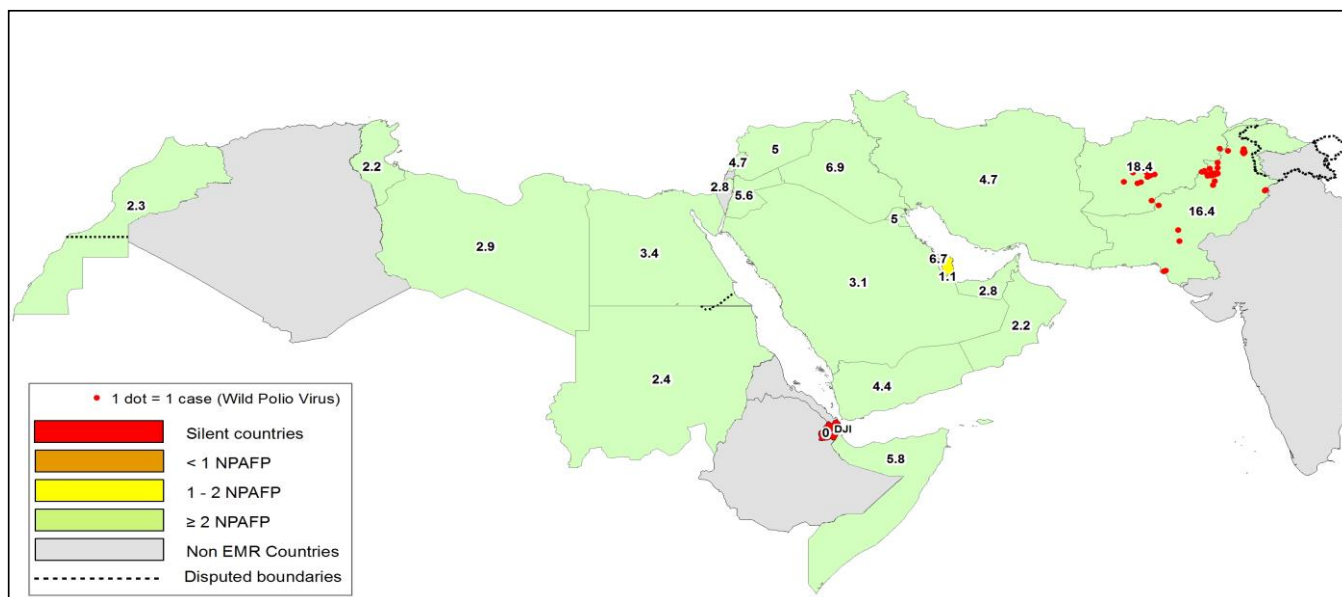 18.4
5
4.7
6.9
4.7
2.2
2.8
5.6
16.4
2.3
5
2.9
3.4
6.7
3.1
1.1
2.8
2.2
2.4
4.4
0
DJI
5.8
1 dot = 1 case (Wild Polio Virus)
Silent countries
< 1 NPAFP
1 - 2 NPAFP
≥ 2 NPAFP
Non EMR Countries
Disputed boundaries